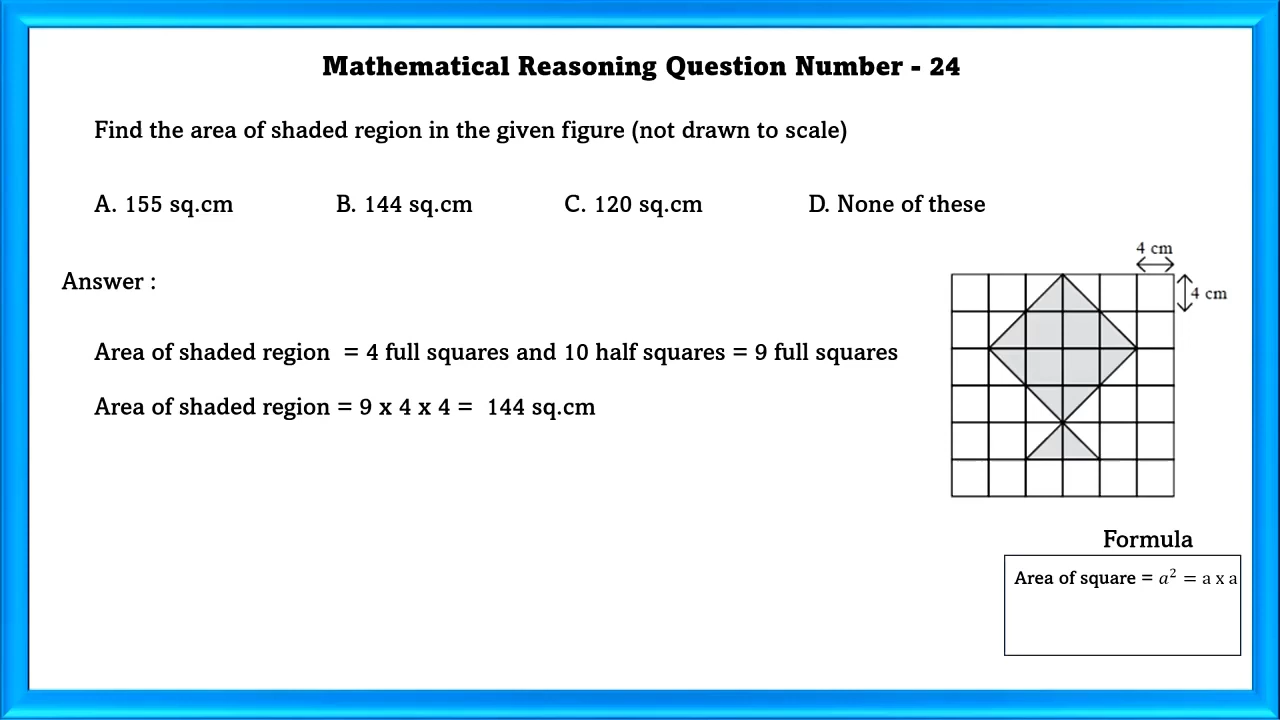 Mathematical Reasoning Question Number - 24
Find the area of shaded region in the given figure (not drawn to scale)
A. 155 sq.cm B. 144 sq.cm C. 120 sq.cm D. None of these
4 cm
Answer :
4 cm
Area of shaded region = 4 full squares and 10 half squares = 9 full squares
Area of shaded region = 9 x 4 x 4 = 144 sq.cm
Formula
Area of square = a² = a x a